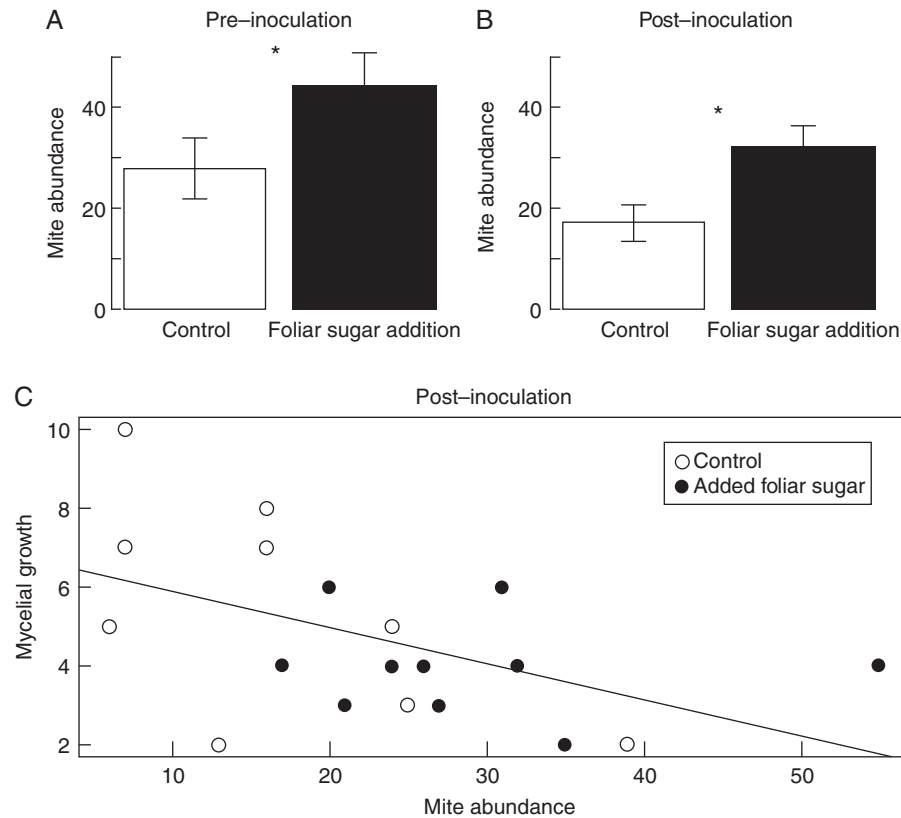 A
Pre–inoculation
*
Mite abundance
40
20
0
Control
Foliar sugar addition
B
Post–inoculation
*
Mite abundance
40
20
0
Control
Foliar sugar addition
C
Post–inoculation
Control
Added foliar sugar
Mycelial growth
10
8
6
4
2
10
20
30
40
50
Mite abundance